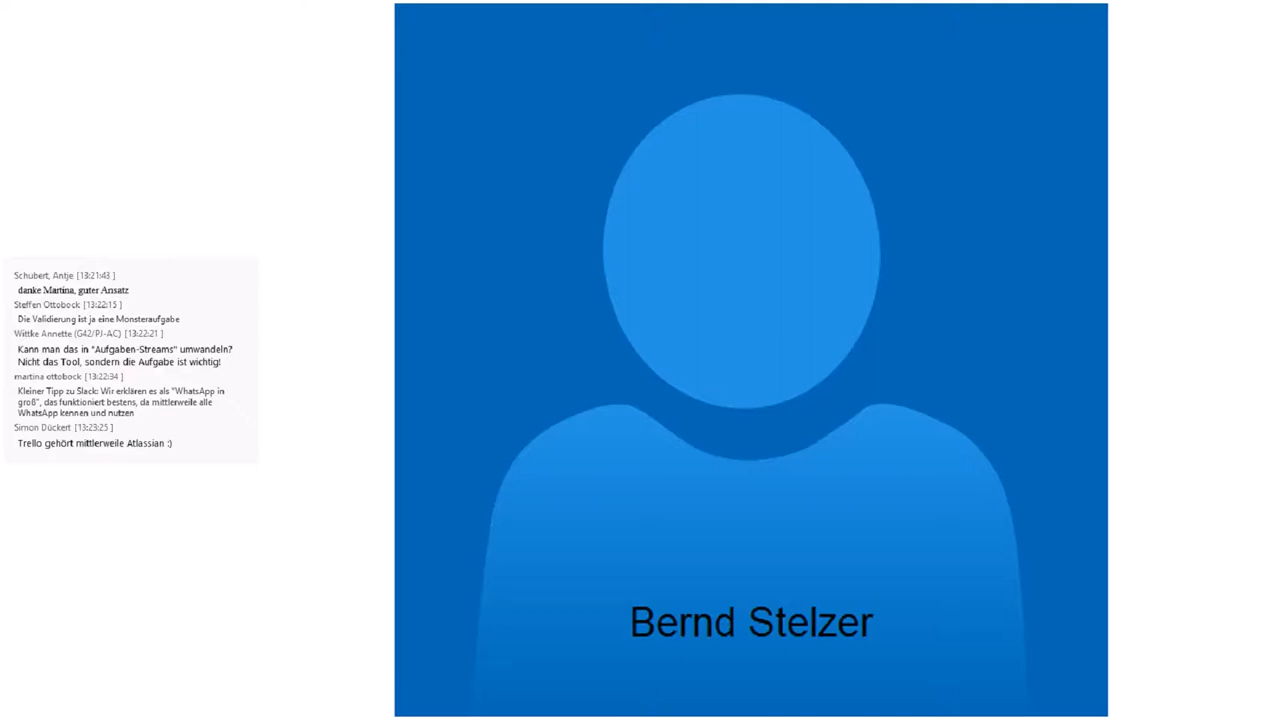 Schubert, Antje [13:21:43 ]
danke Martina, guter Ansatz
Steffen Ottobock [13:22:15 ]
Die Validierung ist ja eine Monsteraufgabe
Wittke Annette (G42/PJ-AC) [13:22:21 ]
Kann man das in "Aufgaben-Streams" umwandeln?
Nicht das Tool, sondern die Aufgabe ist wichtig!
martina ottobock [13:22:34 ]
Kleiner Tipp zu Slack: Wir erklären es als "WhatsApp in
groß", das funktioniert bestens, da mittlerweile alle
WhatsApp kennen und nutzen
Simon Dückert [13:23:25 ]
Trello gehört mittlerweile Atlassian :)
Bernd Stelzer